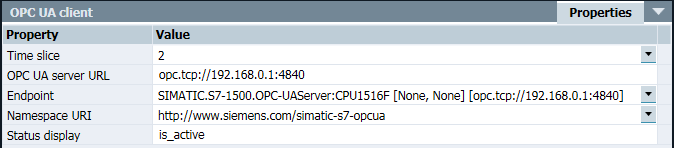 OPC UA client Properties
Property Value
Time slice 2
OPC UA server URL opc.tcp://192.168.0.1:4840
Endpoint SIMATIC.S7-1500.OPC-UAServer:CPU1516F [None, None] [opc.tcp://192.168.0.1:4840]
Namespace URI http://www.siemens.com/simatic-s7-opcua
Status display is_active